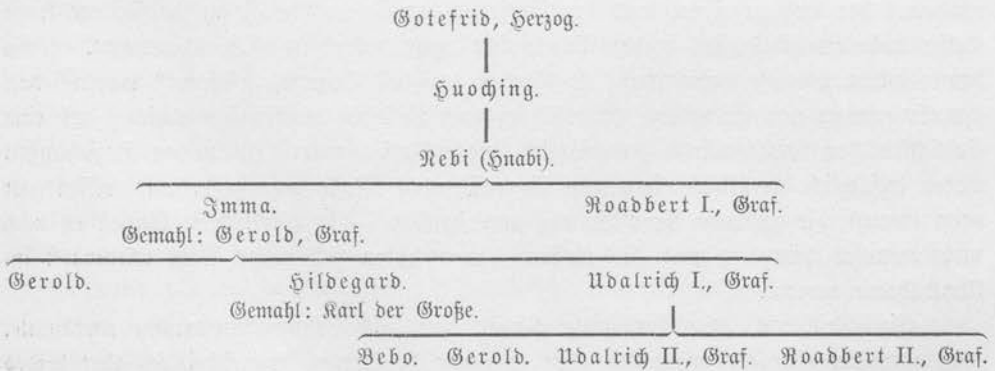 Gotefrid, Herzog.
Huoching.
Nebi (Hnabi).
Imma. Roadbert I., Graf.
Gemahl: Gerold, Graf.
Gerold. Hildegard. Udalrich I., Graf.
Gemahl: Karl der Große.
Bebo. Gerold. Udalrich II., Graf. Roadbert II., Graf.